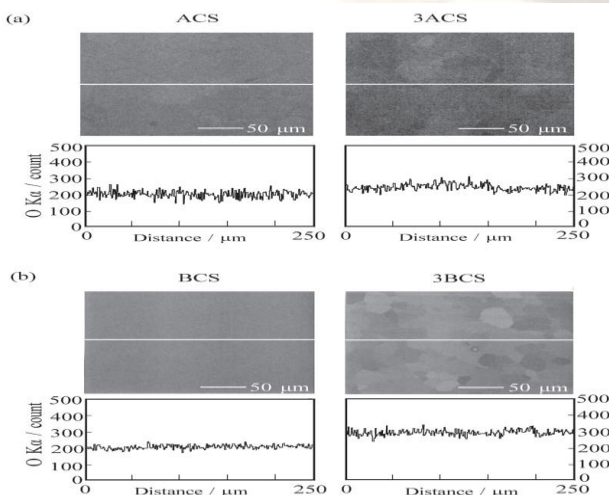 (a) ACS 3ACS
50 μm 50 μm
500 500
400 400
300 300
200 200
100 100
0 0
O Kα / count
0 Distance / μm 250 0 Distance / μm 250
(b) BCS 3BCS
50 μm 50 μm
500 500
400 400
300 300
200 200
100 100
0 0
O Kα / count
0 Distance / μm 250 0 Distance / μm 250